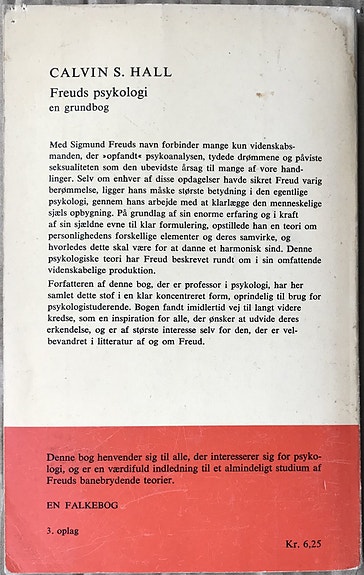 CALVIN S. HALL
Freuds psykologi
en grundbog
Med Sigmund Freuds navn forbinder mange kun videnskabs-
manden, der »opfandt« psykoanalysen, tydede drømmene og påviste
seksualiteten som den ubevidste årsag til mange af vore hand-
linger. Selv om enhver af disse opdagelser havde sikret Freud varig
berømmelse, ligger hans måske største betydning i den egentlige
psykologi, gennem hans arbejde med at klarlægge den menneskelige
sjæls opbygning. På grundlag af sin enorme erfaring og i kraft
af sin sjældne evne til klar formulering, opstillede han en teori om
personlighedens forskellige elementer og deres samvirke, og
hvorledes dette skal være for at danne et harmonisk sind. Denne
psykologiske teori har Freud beskrevet rundt om i sin omfattende
videnskabelige produktion.
Forfatteren af denne bog, der er professor i psykologi, har her
samlet dette stof i en klar koncentreret form, oprindelig til brug for
psykologistuderende. Bogen fandt imidlertid vej til langt videre
kredse, som en inspiration for alle, der ønsker at udvide deres
erkendelse, og er af største interesse selv for den, der er vel-
bevandret i litteratur af og om Freud.
Denne bog henvender sig til alle, der interesserer sig for psyko-
logi, og er en værdifuld indledning til et almindeligt studium af
Freuds banebrydende teorier.
EN FALKEBOG
3. oplag
Kr. 6,25